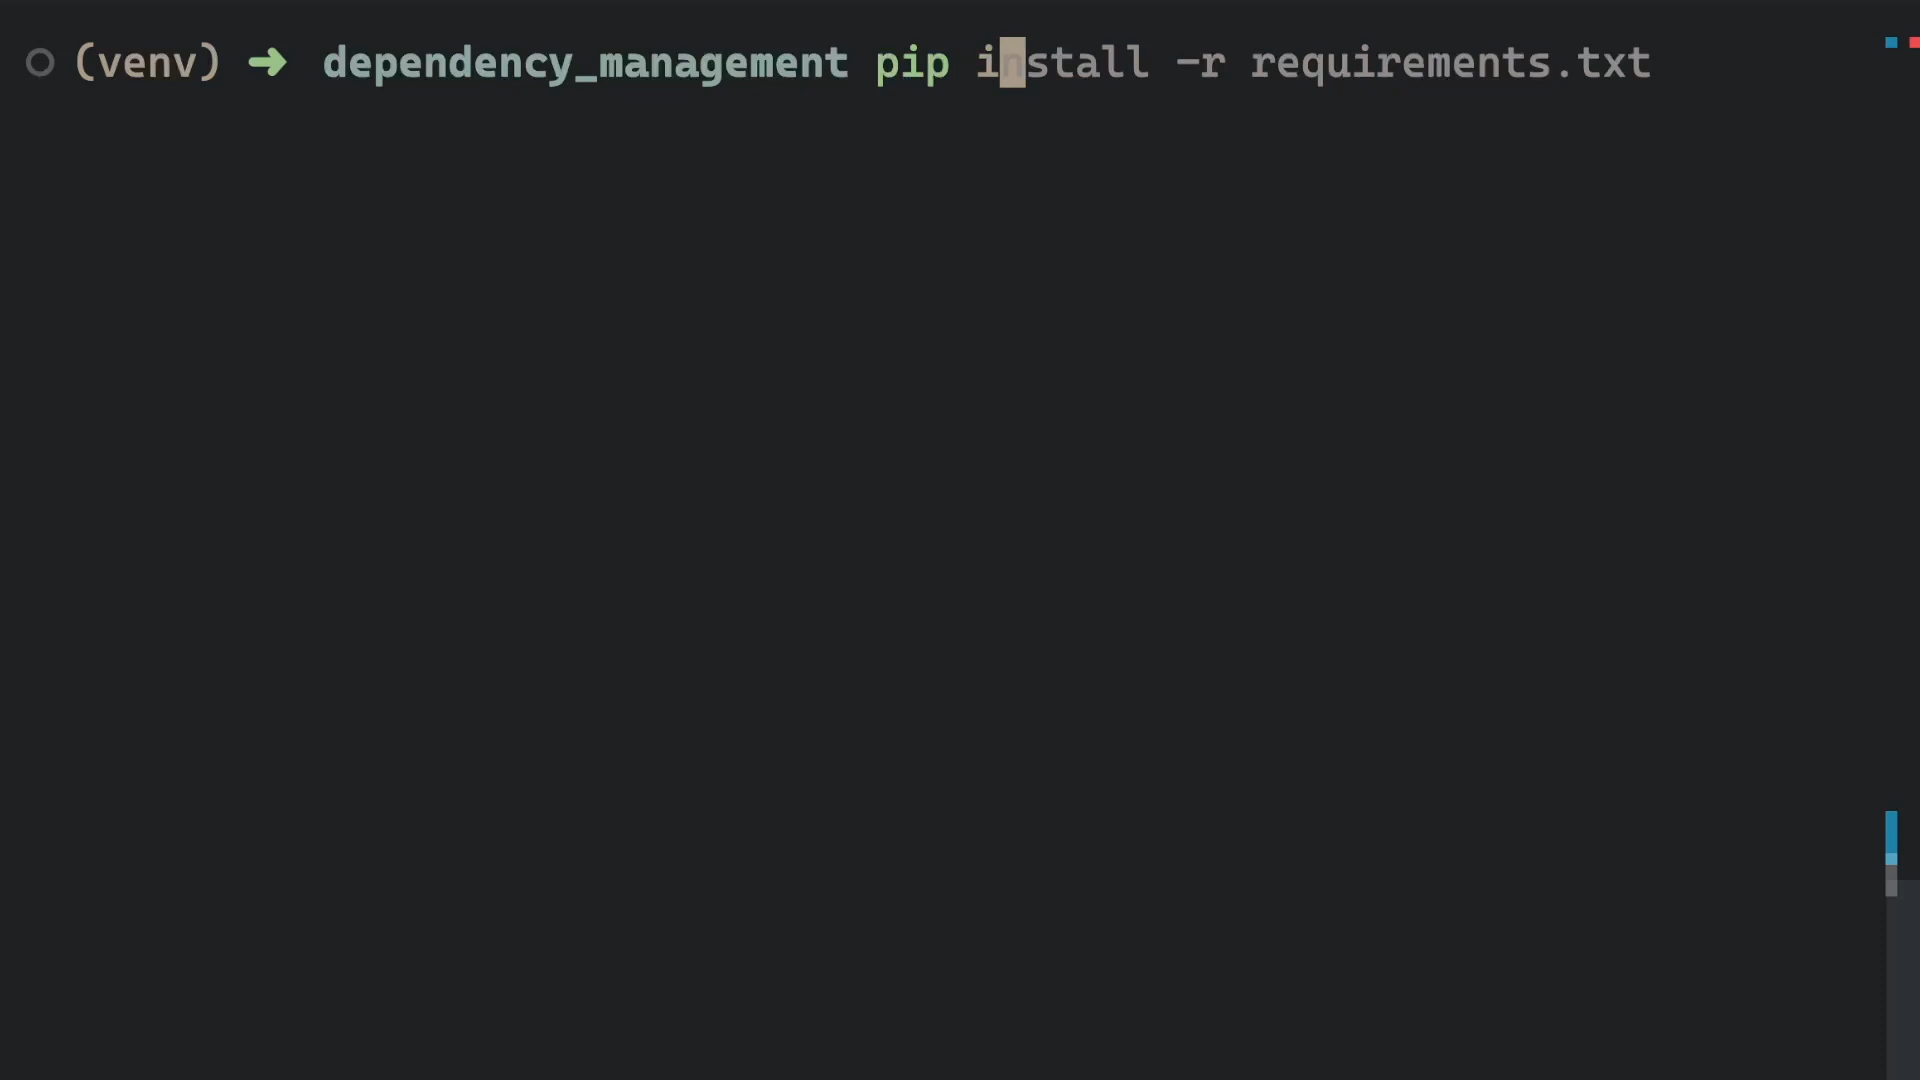 (venv) ➜ dependency_management pip install -r requirements.txt